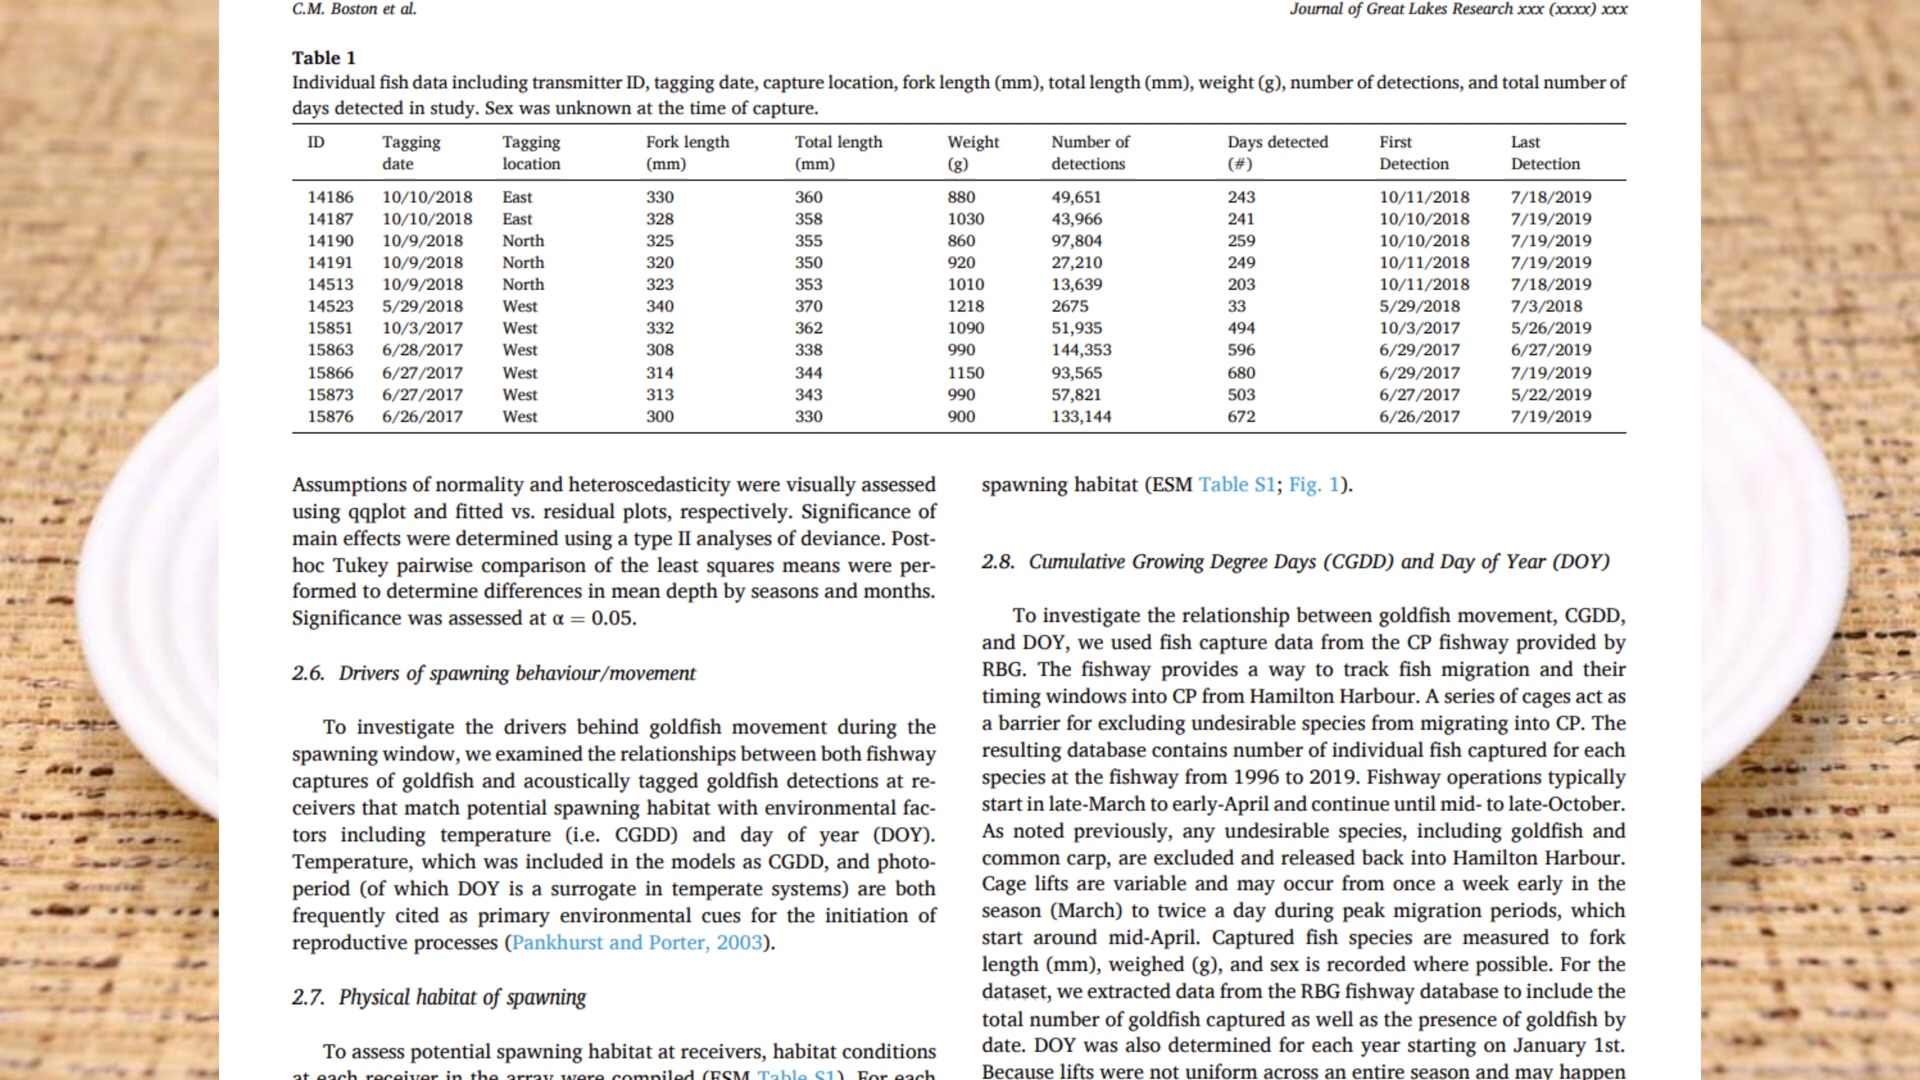 C.M. Boston et al.
Journal of Great Lakes Research xxx (xxxx) xxx
Table 1
Individual fish data including transmitter ID, tagging date, capture location, fork length (mm), total length (mm), weight (g), number of detections, and total number of
days detected in study. Sex was unknown at the time of capture.
ID Tagging date Tagging location Fork length (mm) Total length (mm) Weight (g) Number of detections Days detected (#) First Detection Last Detection
14186 10/10/2018 East 330 360 880 49,651 243 10/11/2018 7/18/2019
14187 10/10/2018 East 328 358 1030 43,966 241 10/10/2018 7/19/2019
14190 10/9/2018 North 325 355 860 97,804 259 10/10/2018 7/19/2019
14191 10/9/2018 North 320 350 920 27,210 249 10/11/2018 7/19/2019
14513 10/9/2018 North 323 353 1010 13,639 203 10/11/2018 7/18/2019
14523 5/29/2018 West 340 370 1218 2675 33 5/29/2018 7/3/2018
15851 10/3/2017 West 332 362 1090 51,935 494 10/3/2017 5/26/2019
15863 6/28/2017 West 308 338 990 144,353 596 6/29/2017 6/27/2019
15866 6/27/2017 West 314 344 1150 93,565 680 6/29/2017 7/19/2019
15873 6/27/2017 West 313 343 990 57,821 503 6/27/2017 5/22/2019
15876 6/26/2017 West 300 330 900 133,144 672 6/26/2017 7/19/2019
Assumptions of normality and heteroscedasticity were visually assessed
using qqplot and fitted vs. residual plots, respectively. Significance of
main effects were determined using a type II analyses of deviance. Post-
hoc Tukey pairwise comparison of the least squares means were per-
formed to determine differences in mean depth by seasons and months.
Significance was assessed at α = 0.05.
2.6. Drivers of spawning behaviour/movement
To investigate the drivers behind goldfish movement during the
spawning window, we examined the relationships between both fishway
captures of goldfish and acoustically tagged goldfish detections at re-
ceivers that match potential spawning habitat with environmental fac-
tors including temperature (i.e. CGDD) and day of year (DOY).
Temperature, which was included in the models as CGDD, and photo-
period (of which DOY is a surrogate in temperate systems) are both
frequently cited as primary environmental cues for the initiation of
reproductive processes (Pankhurst and Porter, 2003).
2.7. Physical habitat of spawning
To assess potential spawning habitat at receivers, habitat conditions
at each receiver in the array were compiled (ESM Table S1). For each
spawning habitat (ESM Table S1; Fig. 1).
2.8. Cumulative Growing Degree Days (CGDD) and Day of Year (DOY)
To investigate the relationship between goldfish movement, CGDD,
and DOY, we used fish capture data from the CP fishway provided by
RBG. The fishway provides a way to track fish migration and their
timing windows into CP from Hamilton Harbour. A series of cages act as
a barrier for excluding undesirable species from migrating into CP. The
resulting database contains number of individual fish captured for each
species at the fishway from 1996 to 2019. Fishway operations typically
start in late-March to early-April and continue until mid- to late-October.
As noted previously, any undesirable species, including goldfish and
common carp, are excluded and released back into Hamilton Harbour.
Cage lifts are variable and may occur from once a week early in the
season (March) to twice a day during peak migration periods, which
start around mid-April. Captured fish species are measured to fork
length (mm), weighed (g), and sex is recorded where possible. For the
dataset, we extracted data from the RBG fishway database to include the
total number of goldfish captured as well as the presence of goldfish by
date. DOY was also determined for each year starting on January 1st.
Because lifts were not uniform across an entire season and may happen